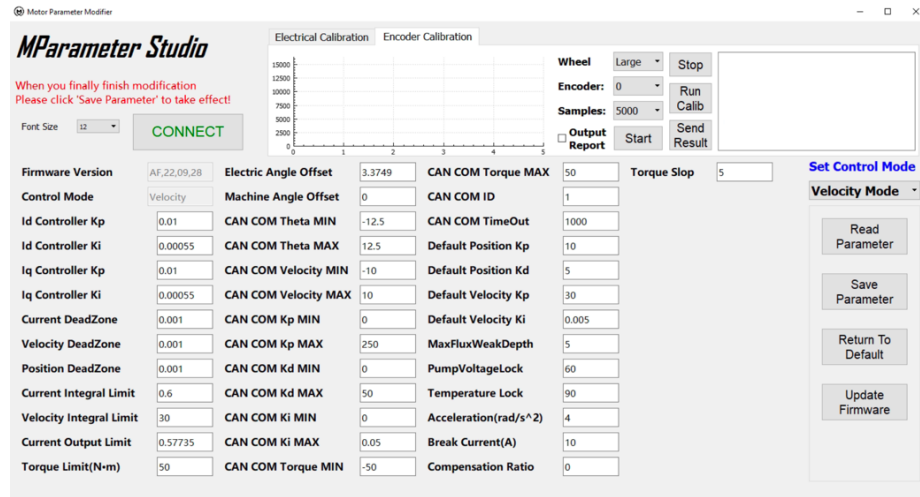 Motor Parameter Modifier
MParameter Studio
When you finally finish modification
Please click 'Save Parameter' to take effect!
Font Size 12 CONNECT
Electrical Calibration Encoder Calibration
15000
12500
10000
7500
5000
2500
0
0 1 2 3 4 5
Wheel Large Stop
Encoder: 0 Run Calib
Samples: 5000
Output Report Start Send Result
Firmware Version AF,22,09,28 Electric Angle Offset 3.3749 CAN COM Torque MAX 50 Torque Slop 5
Control Mode Velocity Machine Angle Offset 0 CAN COM ID 1
Id Controller Kp 0.01 CAN COM Theta MIN -12.5 CAN COM TimeOut 1000
Id Controller Ki 0.00055 CAN COM Theta MAX 12.5 Default Position Kp 10
Iq Controller Kp 0.01 CAN COM Velocity MIN -10 Default Position Kd 5
Iq Controller Ki 0.00055 CAN COM Velocity MAX 10 Default Velocity Kp 30
Current DeadZone 0.001 CAN COM Kp MIN 0 Default Velocity Ki 0.005
Velocity DeadZone 0.001 CAN COM Kp MAX 250 MaxFluxWeakDepth 5
Position DeadZone 0.001 CAN COM Kd MIN 0 PumpVoltageLock 60
Current Integral Limit 0.6 CAN COM Kd MAX 50 Temperature Lock 90
Velocity Integral Limit 30 CAN COM Ki MIN 0 Acceleration(rad/s^2) 4
Current Output Limit 0.57735 CAN COM Ki MAX 0.05 Break Current(A) 10
Torque Limit(N•m) 50 CAN COM Torque MIN -50 Compensation Ratio 0
Set Control Mode
Velocity Mode
Read
Parameter
Save
Parameter
Return To
Default
Update
Firmware